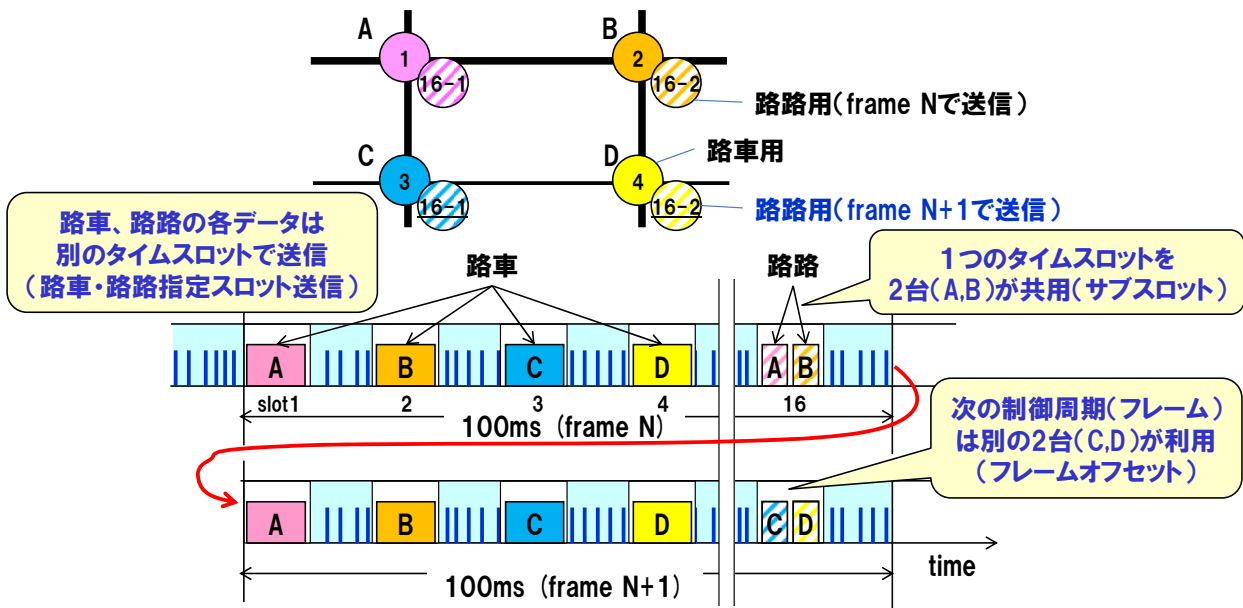 A
B
1
2
16-1
16-2
路路用(frame Nで送信)
C
D
路車用
3
4
16-1
16-2
路路用(frame N+1で送信)
路車、路路の各データは
別のタイムスロットで送信
(路車・路路指定スロット送信)
路車
路路
1つのタイムスロットを
2台(A,B)が共用(サブスロット)
A
B
C
D
A
B
slot1
2
3
4
16
100ms (frame N)
次の制御周期(フレーム)
は別の2台(C,D)が利用
(フレームオフセット)
A
B
C
D
C
D
time
100ms (frame N+1)